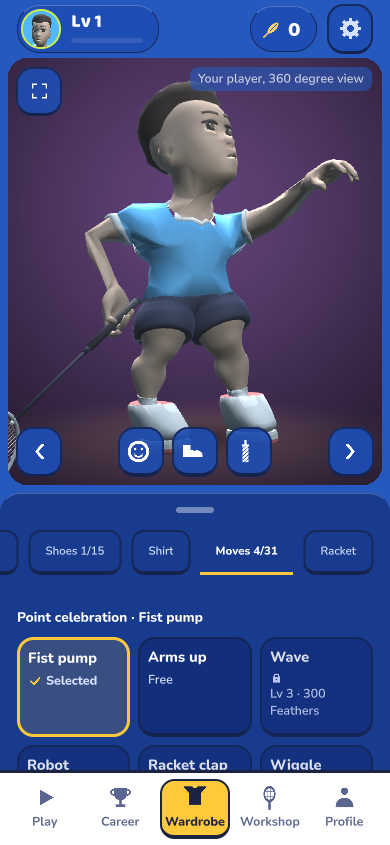 Lv 1
0
Your player, 360 degree view
Shoes 1/15
Shirt
Moves 4/31
Racket
Point celebration · Fist pump
Fist pump
Selected
Arms up
Free
Wave
Lv 3 · 300
Feathers
Robot
Racket clap
Wiggle
Play
Career
Wardrobe
Workshop
Profile